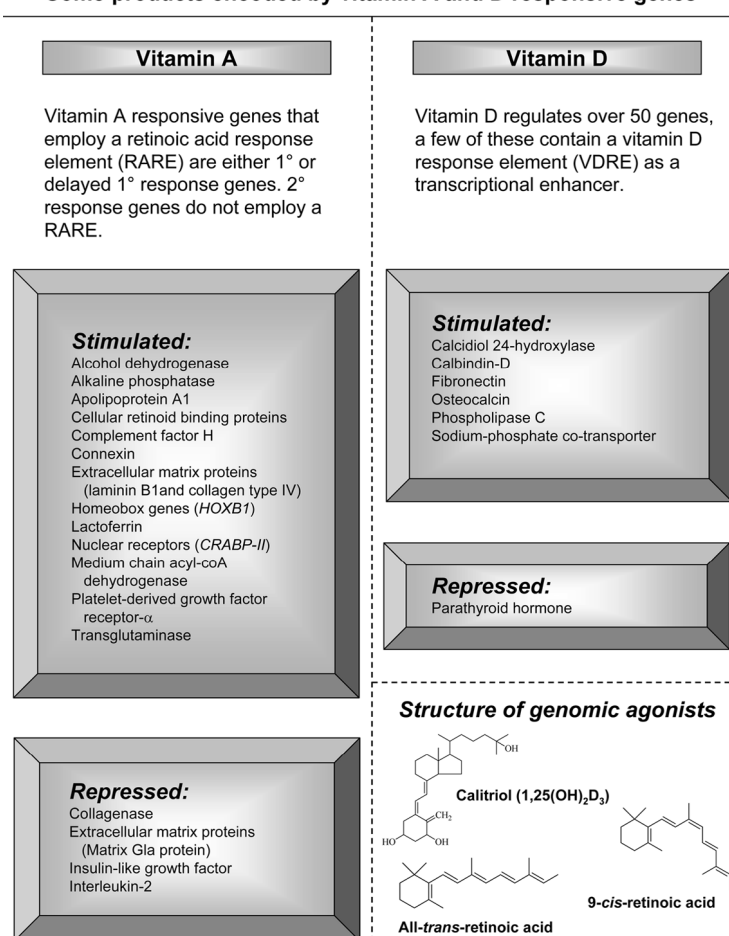 Some products encoded by vitamin A and D responsive genes
Vitamin A
Vitamin A responsive genes that
employ a retinoic acid response
element (RARE) are either 1° or
delayed 1° response genes. 2°
response genes do not employ a
RARE.
Stimulated:
Alcohol dehydrogenase
Alkaline phosphatase
Apolipoprotein A1
Cellular retinoid binding proteins
Complement factor H
Connexin
Extracellular matrix proteins
(laminin B1and collagen type IV)
Homeobox genes (HOXB1)
Lactoferrin
Nuclear receptors (CRABP-II)
Medium chain acyl-coA
dehydrogenase
Platelet-derived growth factor
receptor-α
Transglutaminase
Repressed:
Collagenase
Extracellular matrix proteins
(Matrix Gla protein)
Insulin-like growth factor
Interleukin-2
Vitamin D
Vitamin D regulates over 50 genes,
a few of these contain a vitamin D
response element (VDRE) as a
transcriptional enhancer.
Stimulated:
Calcidiol 24-hydroxylase
Calbindin-D
Fibronectin
Osteocalcin
Phospholipase C
Sodium-phosphate co-transporter
Repressed:
Parathyroid hormone
Structure of genomic agonists
OH
Calitriol (1,25(OH)₂D₃)
CH₂
HO
OH
9-cis-retinoic acid
All-trans-retinoic acid